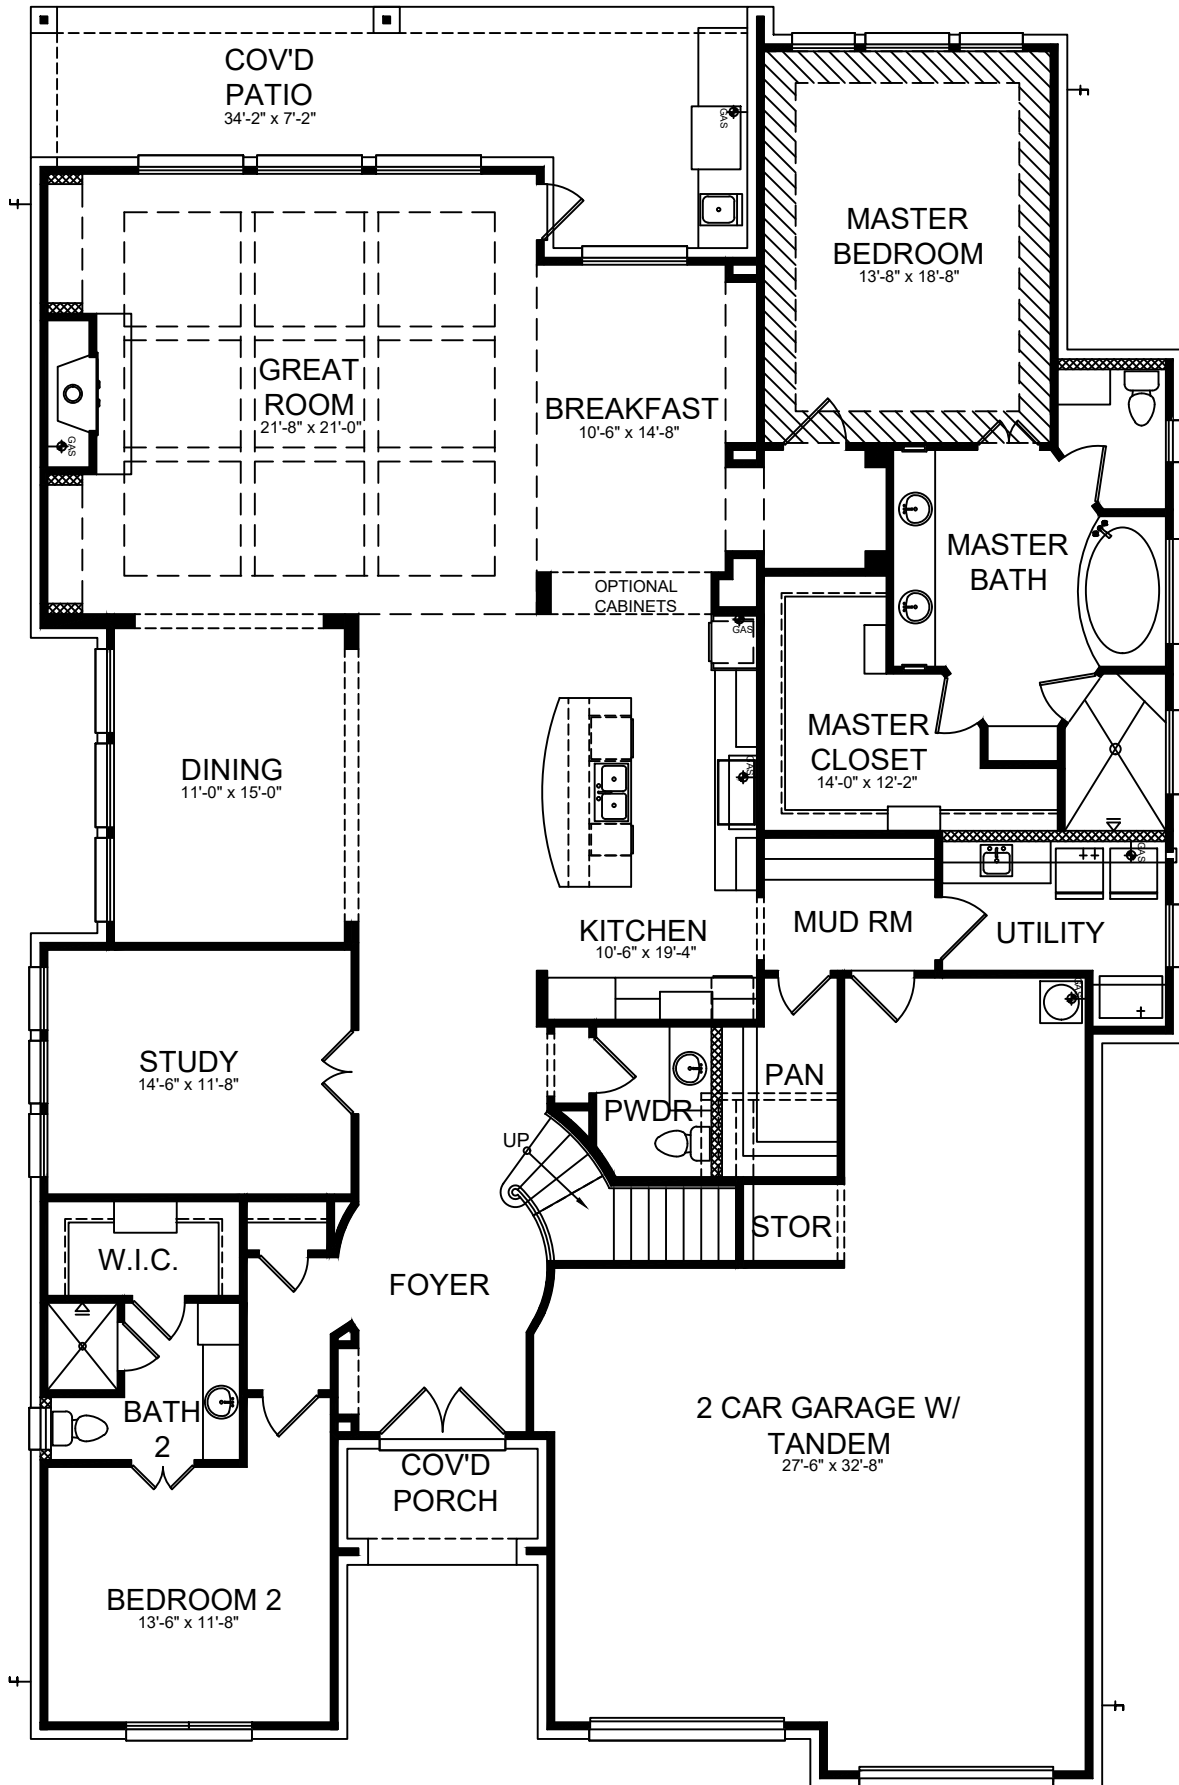 COV'D
PATIO
34'-2" x 7'-2"
GAS
MASTER
BEDROOM
13'-8" x 18'-8"
GREAT
ROOM
21'-8" x 21'-0"
GAS
BREAKFAST
10'-6" x 14'-8"
MASTER
BATH
OPTIONAL
CABINETS
GAS
DINING
11'-0" x 15'-0"
MASTER
CLOSET
14'-0" x 12'-2"
GAS
GAS
KITCHEN
10'-6" x 19'-4"
MUD RM
UTILITY
GAS
STUDY
14'-6" x 11'-8"
PAN
PWDR
UP
STOR
W.I.C.
FOYER
BATH
2
2 CAR GARAGE W/
TANDEM
27'-6" x 32'-8"
COV'D
PORCH
BEDROOM 2
13'-6" x 11'-8"